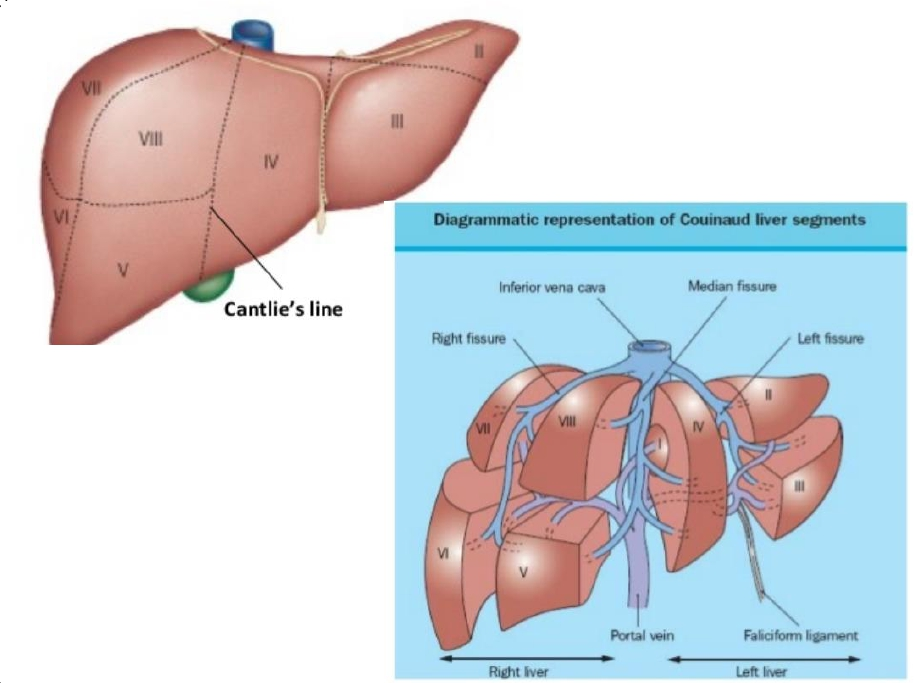 II
VII
III
VIII
IV
VI
V
Cantlie's line
Diagrammatic representation of Couinaud liver segments
Inferior vena cava
Median fissure
Right fissure
Left fissure
II
VIII
IV
VII
I
III
VI
V
Portal vein
Faliciform ligament
Right liver
Left liver